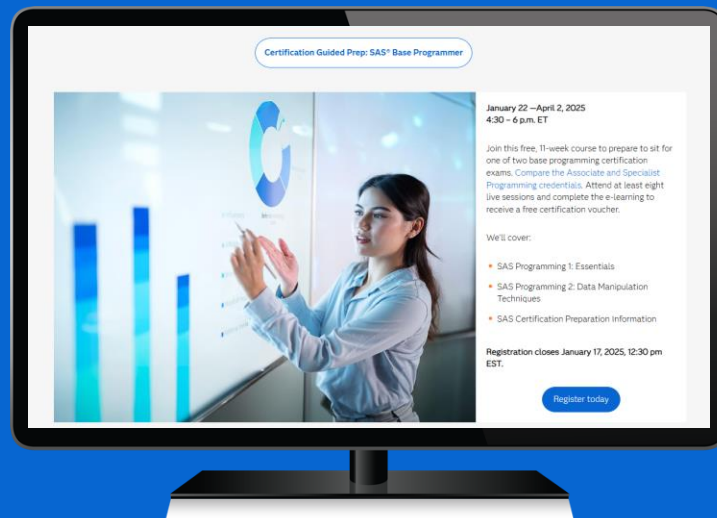 Certification Guided Prep: SAS® Base Programmer
January 22 —April 2, 2025
4:30 – 6 p.m. ET
Join this free, 11-week course to prepare to sit for
one of two base programming certification
exams. Compare the Associate and Specialist
Programming credentials. Attend at least eight
live sessions and complete the e-learning to
receive a free certification voucher.
We'll cover:
• SAS Programming 1: Essentials
• SAS Programming 2: Data Manipulation
Techniques
• SAS Certification Preparation Information
Registration closes January 17, 2025, 12:30 pm
EST.
Register today